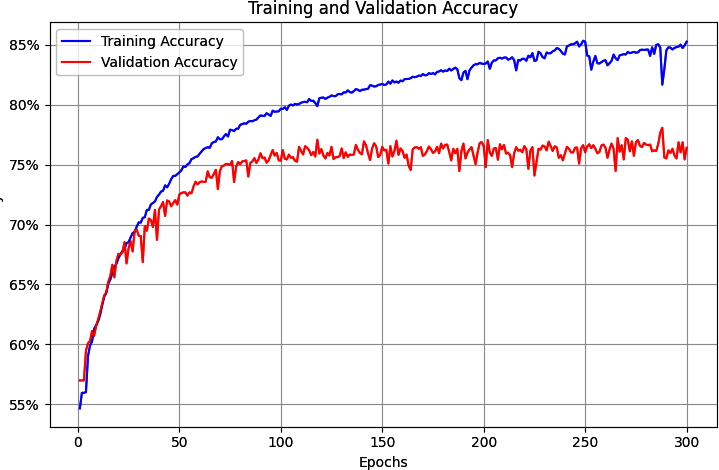 Training and Validation Accuracy
Training Accuracy
Validation Accuracy
85%
80%
75%
70%
65%
60%
55%
0 50 100 150 200 250 300
Epochs